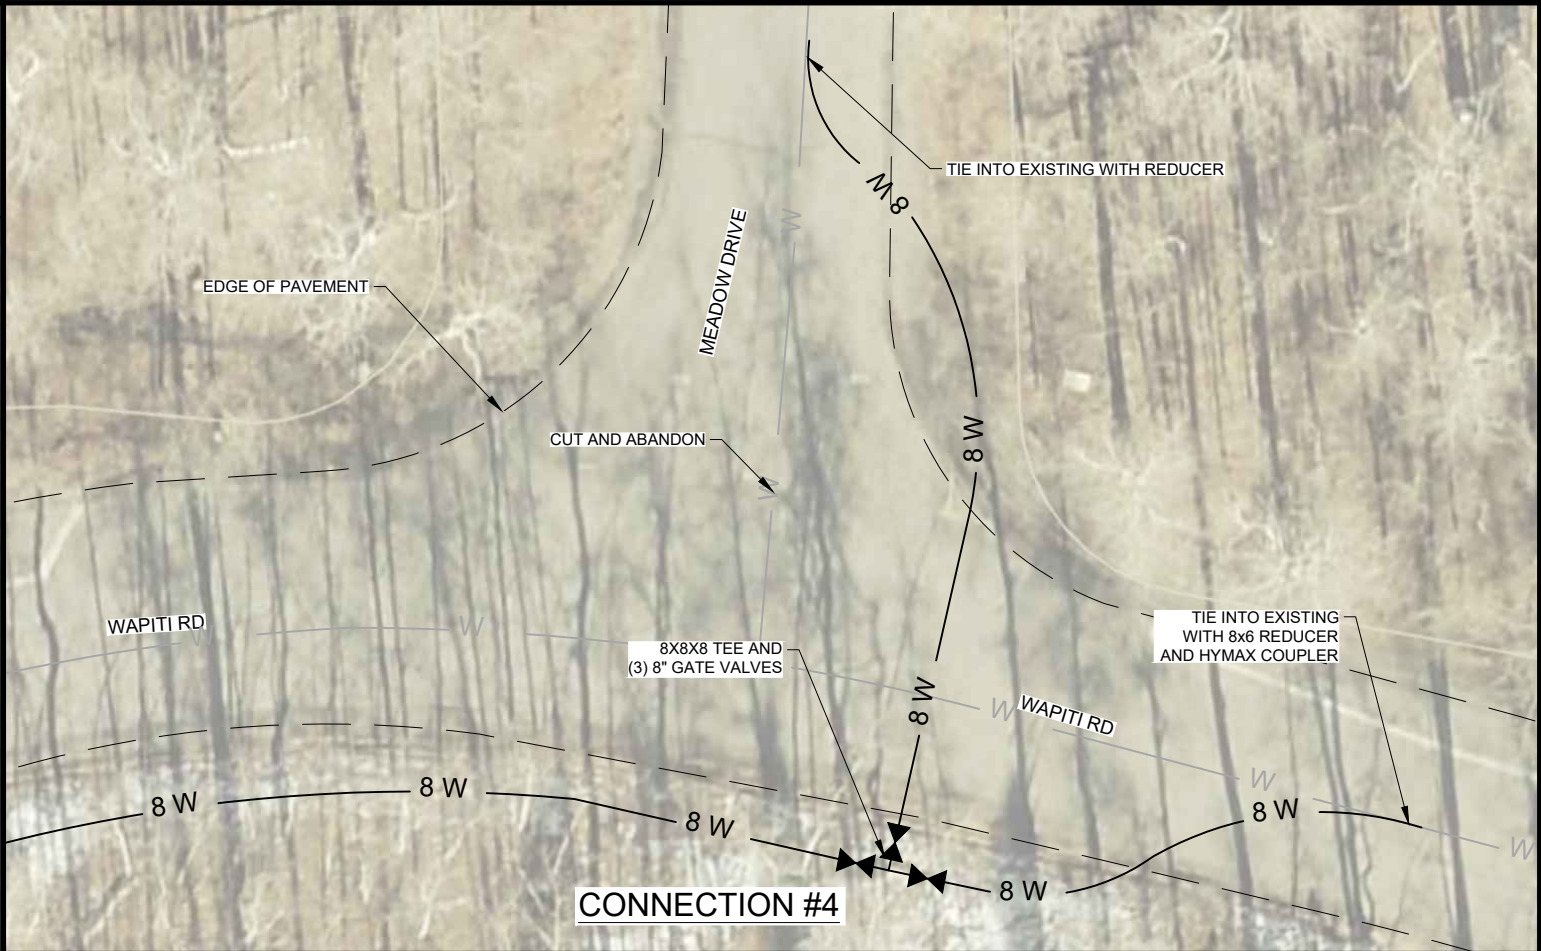 TIE INTO EXISTING WITH REDUCER
8 W
W
MEADOW DRIVE
EDGE OF PAVEMENT
CUT AND ABANDON
W
8 W
WAPITI RD
W
W
8X8X8 TEE AND
(3) 8" GATE VALVES
TIE INTO EXISTING
WITH 8x6 REDUCER
AND HYMAX COUPLER
8 W
W
WAPITI RD
W
8 W
8 W
8 W
8 W
W
8 W
CONNECTION #4